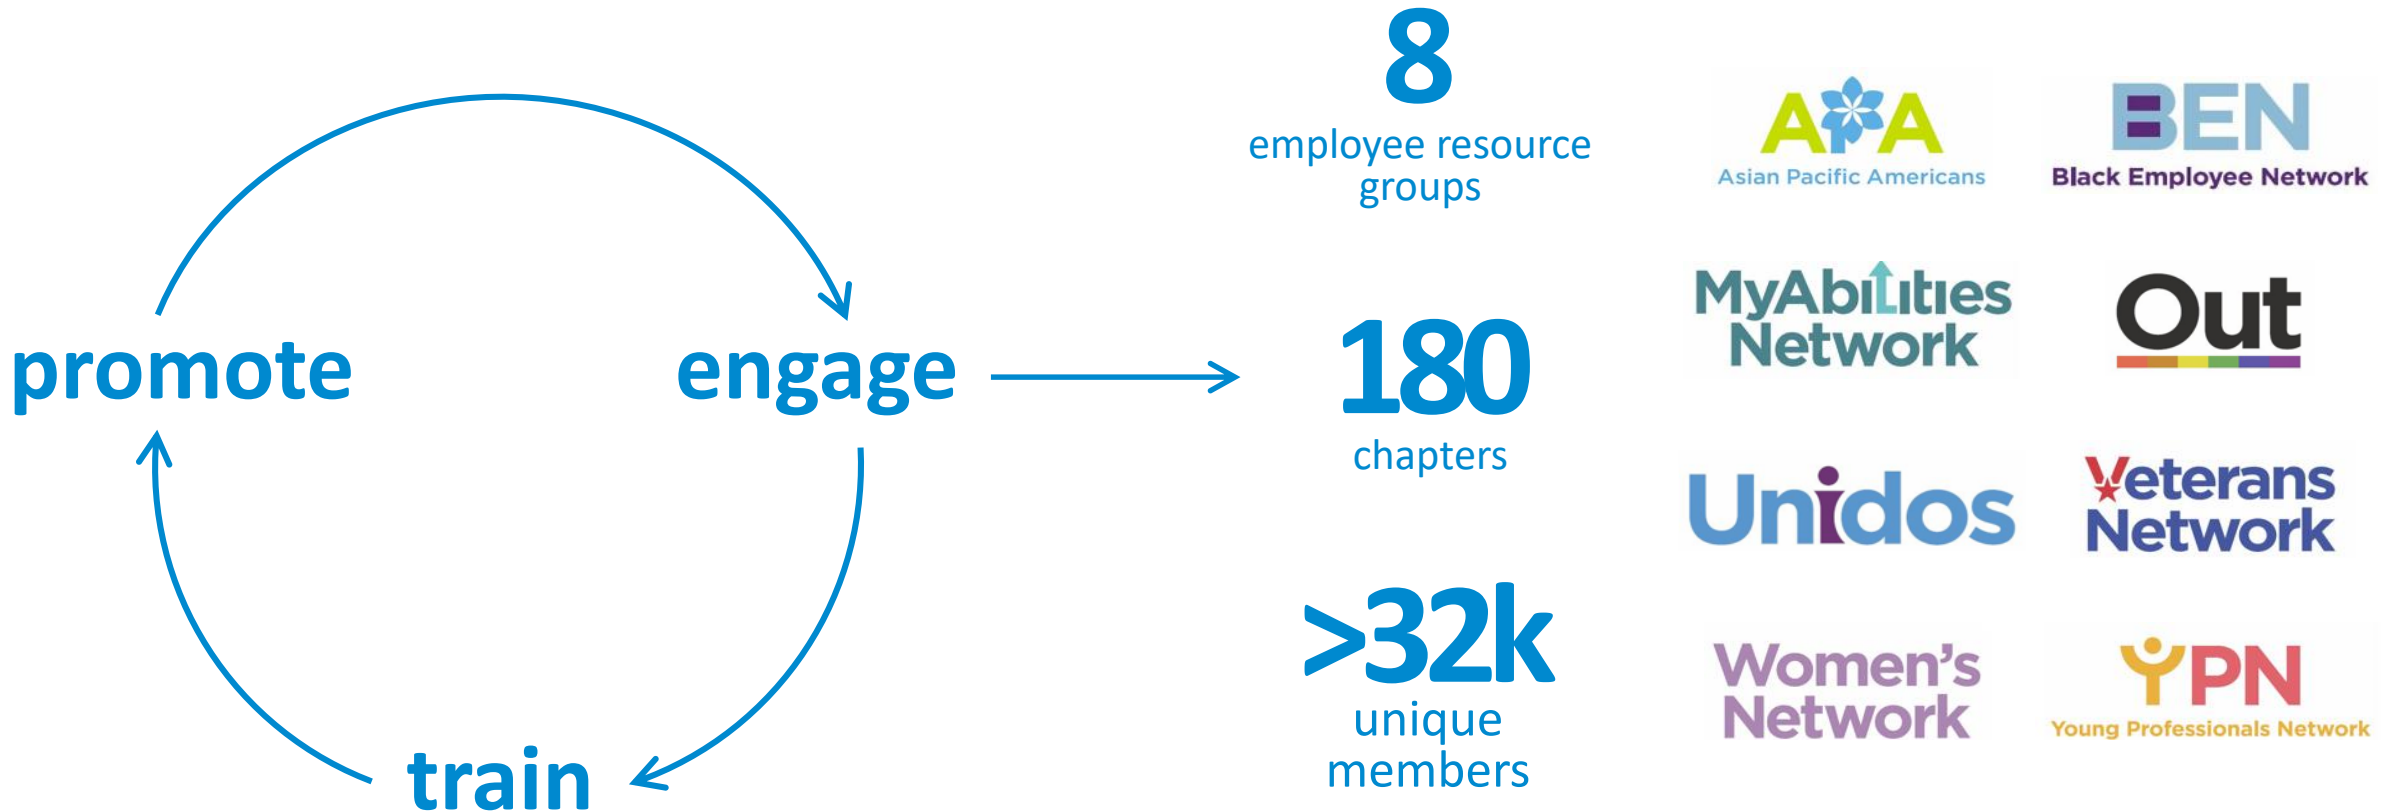 promote
engage
train
8
employee resource
groups
180
chapters
>32k
unique
members
APA
Asian Pacific Americans
BEN
Black Employee Network
MyAbilities
Network
Out
Unidos
Veterans
Network
Women's
Network
YPN
Young Professionals Network